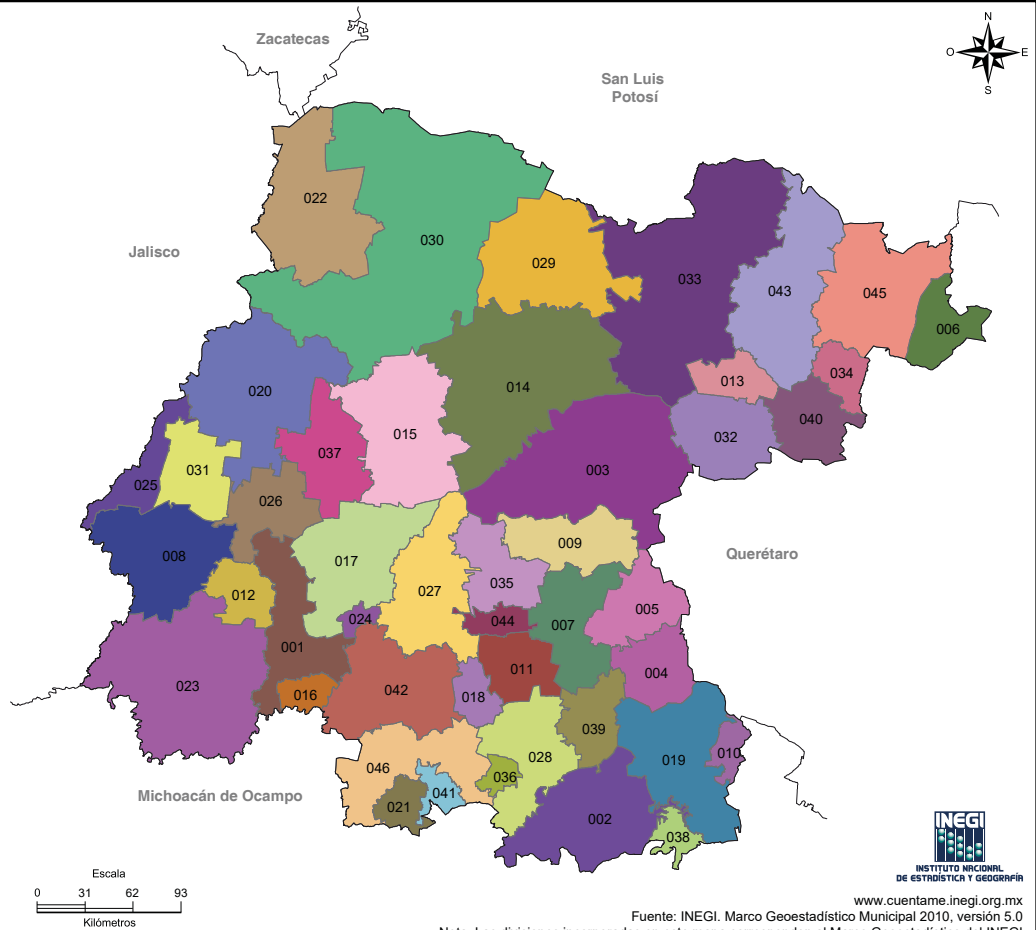 Zacatecas
N
O
E
S
San Luis
Potosí
022
030
Jalisco
029
033
043
045
006
020
014
013
034
015
040
032
037
003
031
025
026
008
009
Querétaro
017
035
012
027
005
024
044
007
001
011
004
023
042
016
018
039
028
019
010
046
036
Michoacán de Ocampo
041
021
002
038
INEGI
INSTITUTO NACIONAL
DE ESTADÍSTICA Y GEOGRAFÍA
Escala
0 31 62 93
Kilómetros
www.cuentame.inegi.org.mx
Fuente: INEGI. Marco Geoestadístico Municipal 2010, versión 5.0